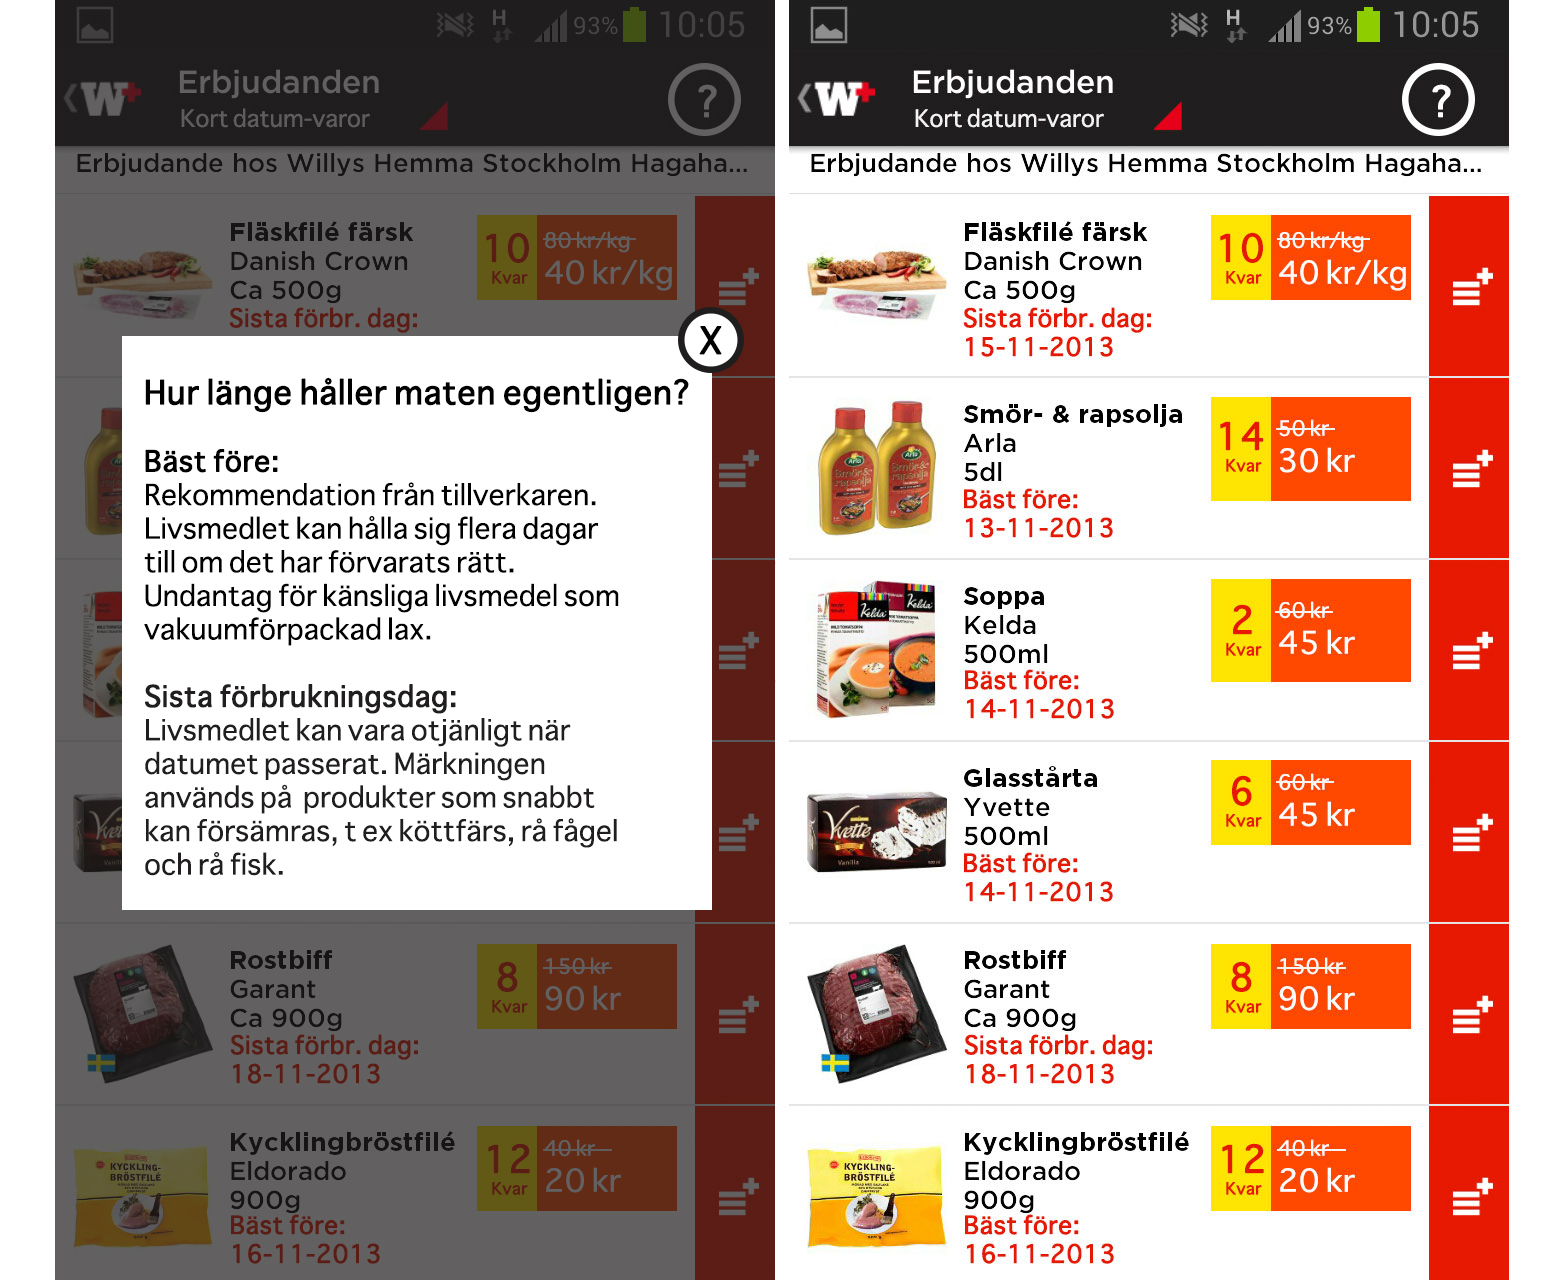 93% 10:05
W+ Erbjudanden
Kort datum-varor
?
Erbjudande hos Willys Hemma Stockholm Hagaha...
Fläskfilé färsk
Danish Crown
Ca 500g
Sista förbr. dag:
10 Kvar
80 kr/kg
40 kr/kg
X
Hur länge håller maten egentligen?
Bäst före:
Rekommendation från tillverkaren.
Livsmedlet kan hålla sig flera dagar
till om det har förvarats rätt.
Undantag för känsliga livsmedel som
vakuumförpackad lax.
Sista förbrukningsdag:
Livsmedlet kan vara otjänligt när
datumet passerat. Märkningen
används på  produkter som snabbt
kan försämras, t ex köttfärs, rå fågel
och rå fisk.
Rostbiff
Garant
Ca 900g
Sista förbr. dag:
18-11-2013
8 Kvar
150 kr
90 kr
KYCKLING-
BRÖSTFILÉ
Kycklingbröstfilé
Eldorado
900g
Bäst före:
16-11-2013
12 Kvar
40 kr
20 kr
H 93% 10:05
W+ Erbjudanden
Kort datum-varor
?
Erbjudande hos Willys Hemma Stockholm Hagaha...
Fläskfilé färsk
Danish Crown
Ca 500g
Sista förbr. dag:
15-11-2013
10 Kvar
80 kr/kg
40 kr/kg
Arla
Smör-&
rapsolja
Smör- & rapsolja
Arla
5dl
Bäst före:
13-11-2013
14 Kvar
50 kr
30 kr
Kelda
Kelda
Soppa
Kelda
500ml
Bäst före:
14-11-2013
2 Kvar
60 kr
45 kr
Yvette
Vanilla
Glasstårta
Yvette
500ml
Bäst före:
14-11-2013
6 Kvar
60 kr
45 kr
Rostbiff
Garant
Ca 900g
Sista förbr. dag:
18-11-2013
8 Kvar
150 kr
90 kr
KYCKLING-
BRÖSTFILÉ
Kycklingbröstfilé
Eldorado
900g
Bäst före:
16-11-2013
12 Kvar
40 kr
20 kr